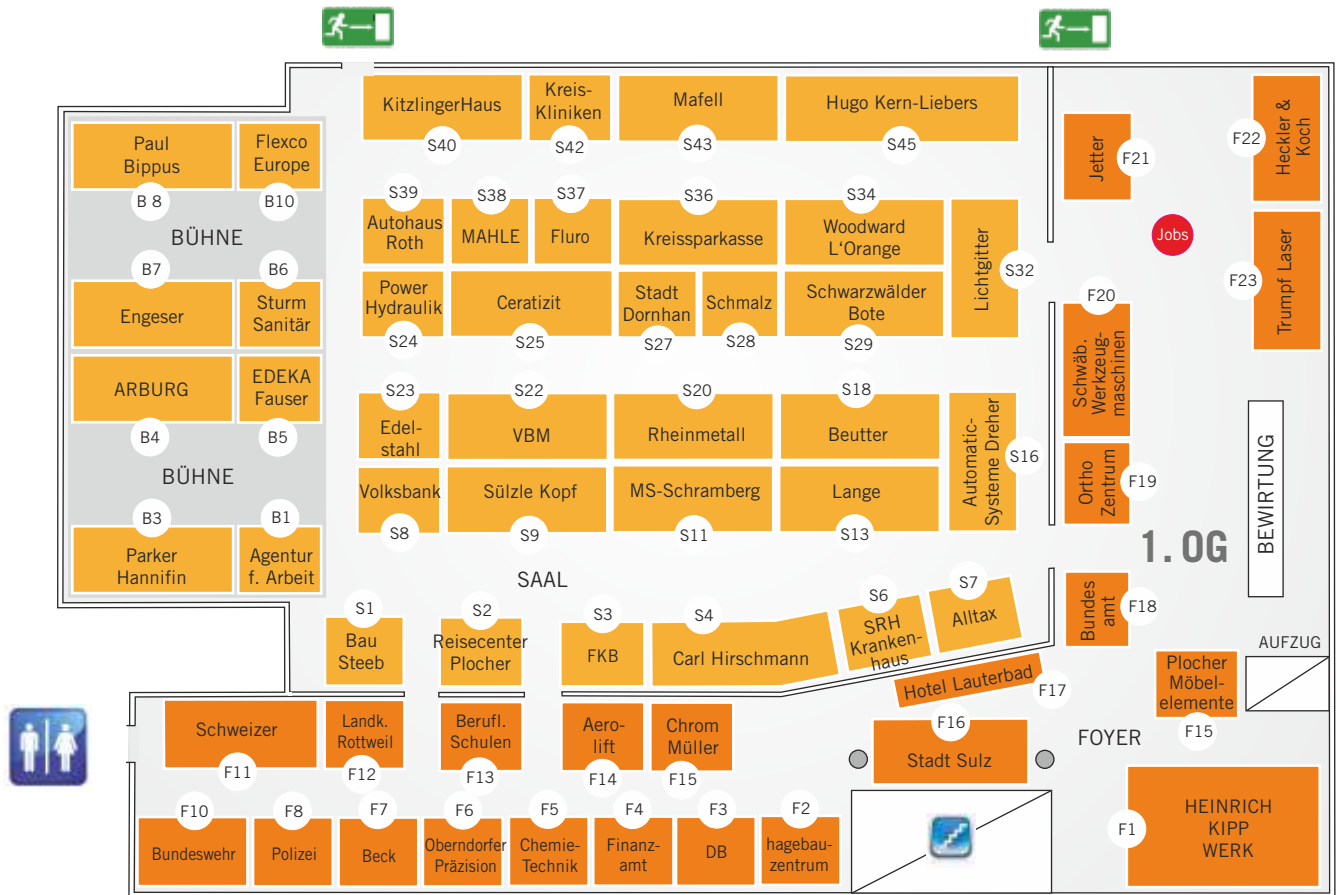 KitzlingerHaus
S40
Kreis-
Kliniken
S42
Mafell
S43
Hugo Kern-Liebers
S45
Paul
Bippus
B 8
Flexco
Europe
B10
BÜHNE
B7
Engeser
B6
Sturm
Sanitär
ARBURG
B4
EDEKA
Fauser
B5
BÜHNE
B3
Parker
Hannifin
B1
Agentur
f. Arbeit
S39
Autohaus
Roth
S38
MAHLE
S37
Fluro
S36
Kreissparkasse
S34
Woodward
L'Orange
Lichtgitter
S32
Power
Hydraulik
S24
Ceratizit
S25
Stadt
Dornhan
S27
Schmalz
S28
Schwarzwälder
Bote
S29
S23
Edel-
stahl
S22
VBM
S20
Rheinmetall
S18
Beutter
Automatic-
Systeme Dreher
S16
Volksbank
S8
Sülzle Kopf
S9
MS-Schramberg
S11
Lange
S13
SAAL
S1
Bau
Steeb
S2
Reisecenter
Plocher
S3
FKB
S4
Carl Hirschmann
S6
SRH
Kranken-
haus
S7
Alltax
Jetter
F21
F22
Heckler &
Koch
Jobs
F23
Trumpf Laser
F20
Schwäb.
Werkzeug-
maschinen
Ortho
Zentrum
F19
1. OG
BEWIRTUNG
Bundes
amt
F18
AUFZUG
Plocher
Möbel-
elemente
F15
Hotel Lauterbad
F17
F16
Stadt Sulz
FOYER
F1
HEINRICH
KIPP
WERK
Schweizer
F11
Landk.
Rottweil
F12
Berufl.
Schulen
F13
Aero-
lift
F14
Chrom
Müller
F15
F10
Bundeswehr
F8
Polizei
F7
Beck
F6
Oberndorfer
Präzision
F5
Chemie-
Technik
F4
Finanz-
amt
F3
DB
F2
hagebau-
zentrum